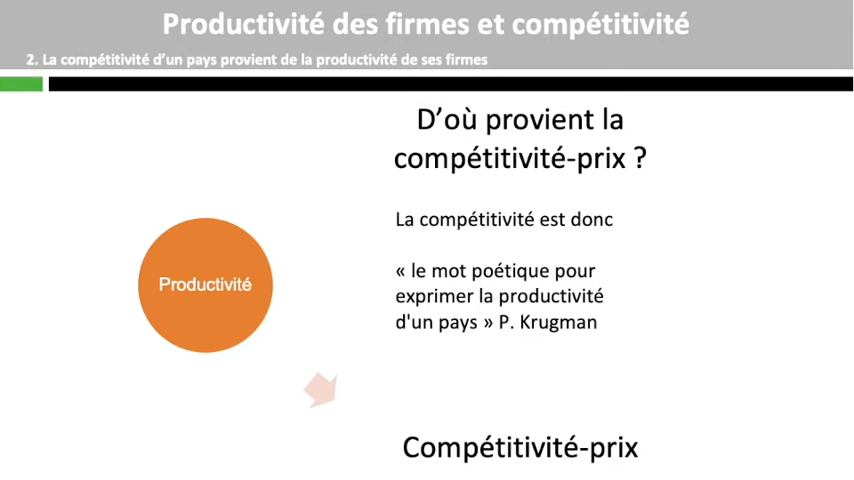 Productivité des firmes et compétitivité
2. La compétitivité d’un pays provient de la productivité de ses firmes
D’où provient la
compétitivité-prix ?
La compétitivité est donc
« le mot poétique pour
exprimer la productivité
d'un pays » P. Krugman
Productivité
Compétitivité-prix